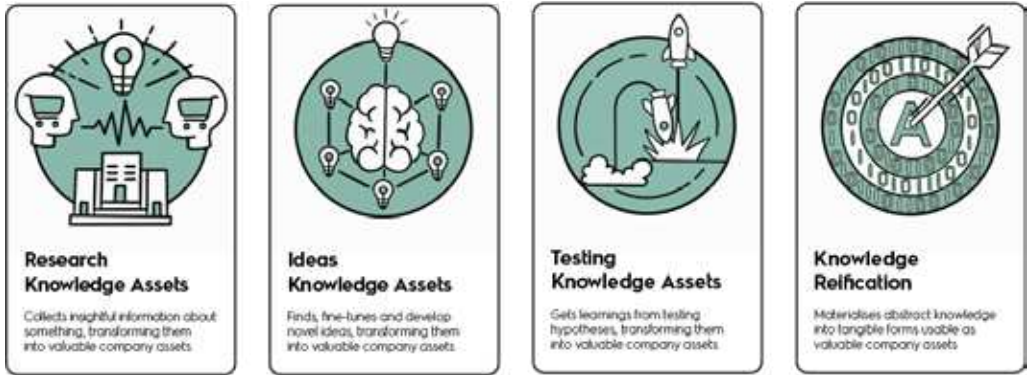 Research
Knowledge Assets
Collects insightful information about
something, transforming them
into valuable company assets
Ideas
Knowledge Assets
Finds, fine-tunes and develop
novel ideas, transforming them
into valuable company assets
Testing
Knowledge Assets
Gets learnings from testing
hypotheses, transforming them
into valuable company assets
A
Knowledge
Reification
Materialises abstract knowledge
into tangible forms usable as
valuable company assets